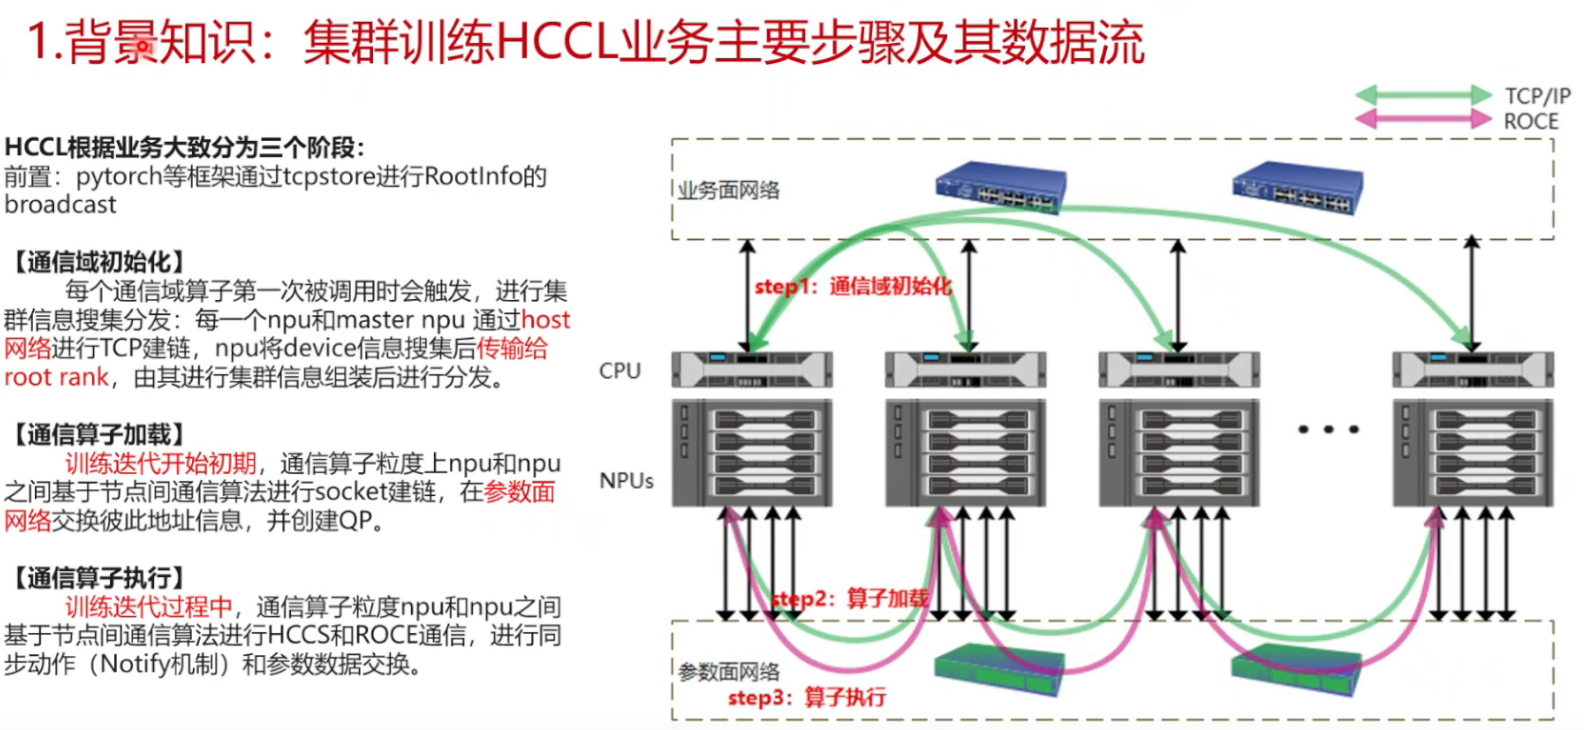 1.背景知识：集群训练HCCL业务主要步骤及其数据流
HCCL根据业务大致分为三个阶段：
前置：pytorch等框架通过tcpstore进行RootInfo的
broadcast
【通信域初始化】
每个通信域算子第一次被调用时会触发，进行集
群信息搜集分发：每一个npu和master npu 通过host
网络进行TCP建链，npu将device信息搜集后传输给
root rank，由其进行集群信息组装后进行分发。
【通信算子加载】
训练迭代开始初期，通信算子粒度上npu和npu
之间基于节点间通信算法进行socket建链，在参数面
网络交换彼此地址信息，并创建QP。
【通信算子执行】
训练迭代过程中，通信算子粒度npu和npu之间
基于节点间通信算法进行HCCS和ROCE通信，进行同
步动作（Notify机制）和参数数据交换。
TCP/IP
ROCE
业务面网络
step1：通信域初始化
CPU
NPUs
step2：算子加载
参数面网络
step3：算子执行